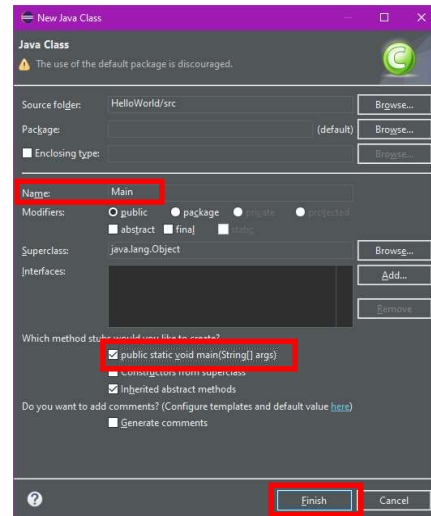 New Java Class
Java Class
The use of the default package is discouraged.
Source folder: HelloWorld/src Browse...
Package: (default) Browse...
Enclosing type: Browse...
Name: Main
Modifiers: public package private protected
abstract final static
Superclass: java.lang.Object Browse...
Interfaces: Add...
Remove
Which method stubs would you like to create?
public static void main(String[] args)
Constructors from superclass
Inherited abstract methods
Do you want to add comments? (Configure templates and default value here)
Generate comments
? Finish Cancel